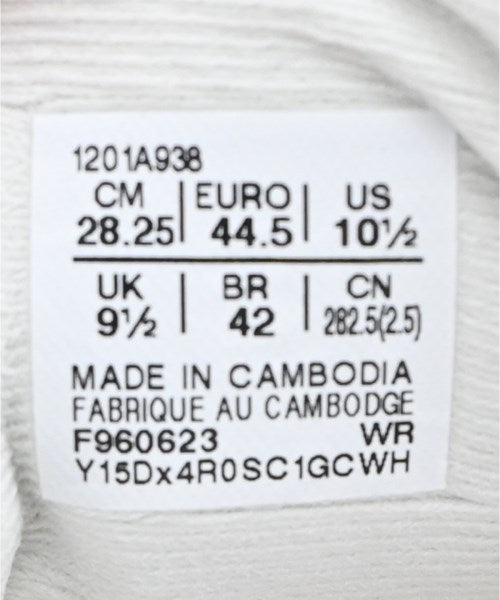 1201A938
CM | EURO | US
28.25 | 44.5 | 10½
UK | BR | CN
9½ | 42 | 282.5(2.5)
MADE IN CAMBODIA
FABRIQUE AU CAMBODGE
F960623 WR
Y15Dx4R0SC1GCWH